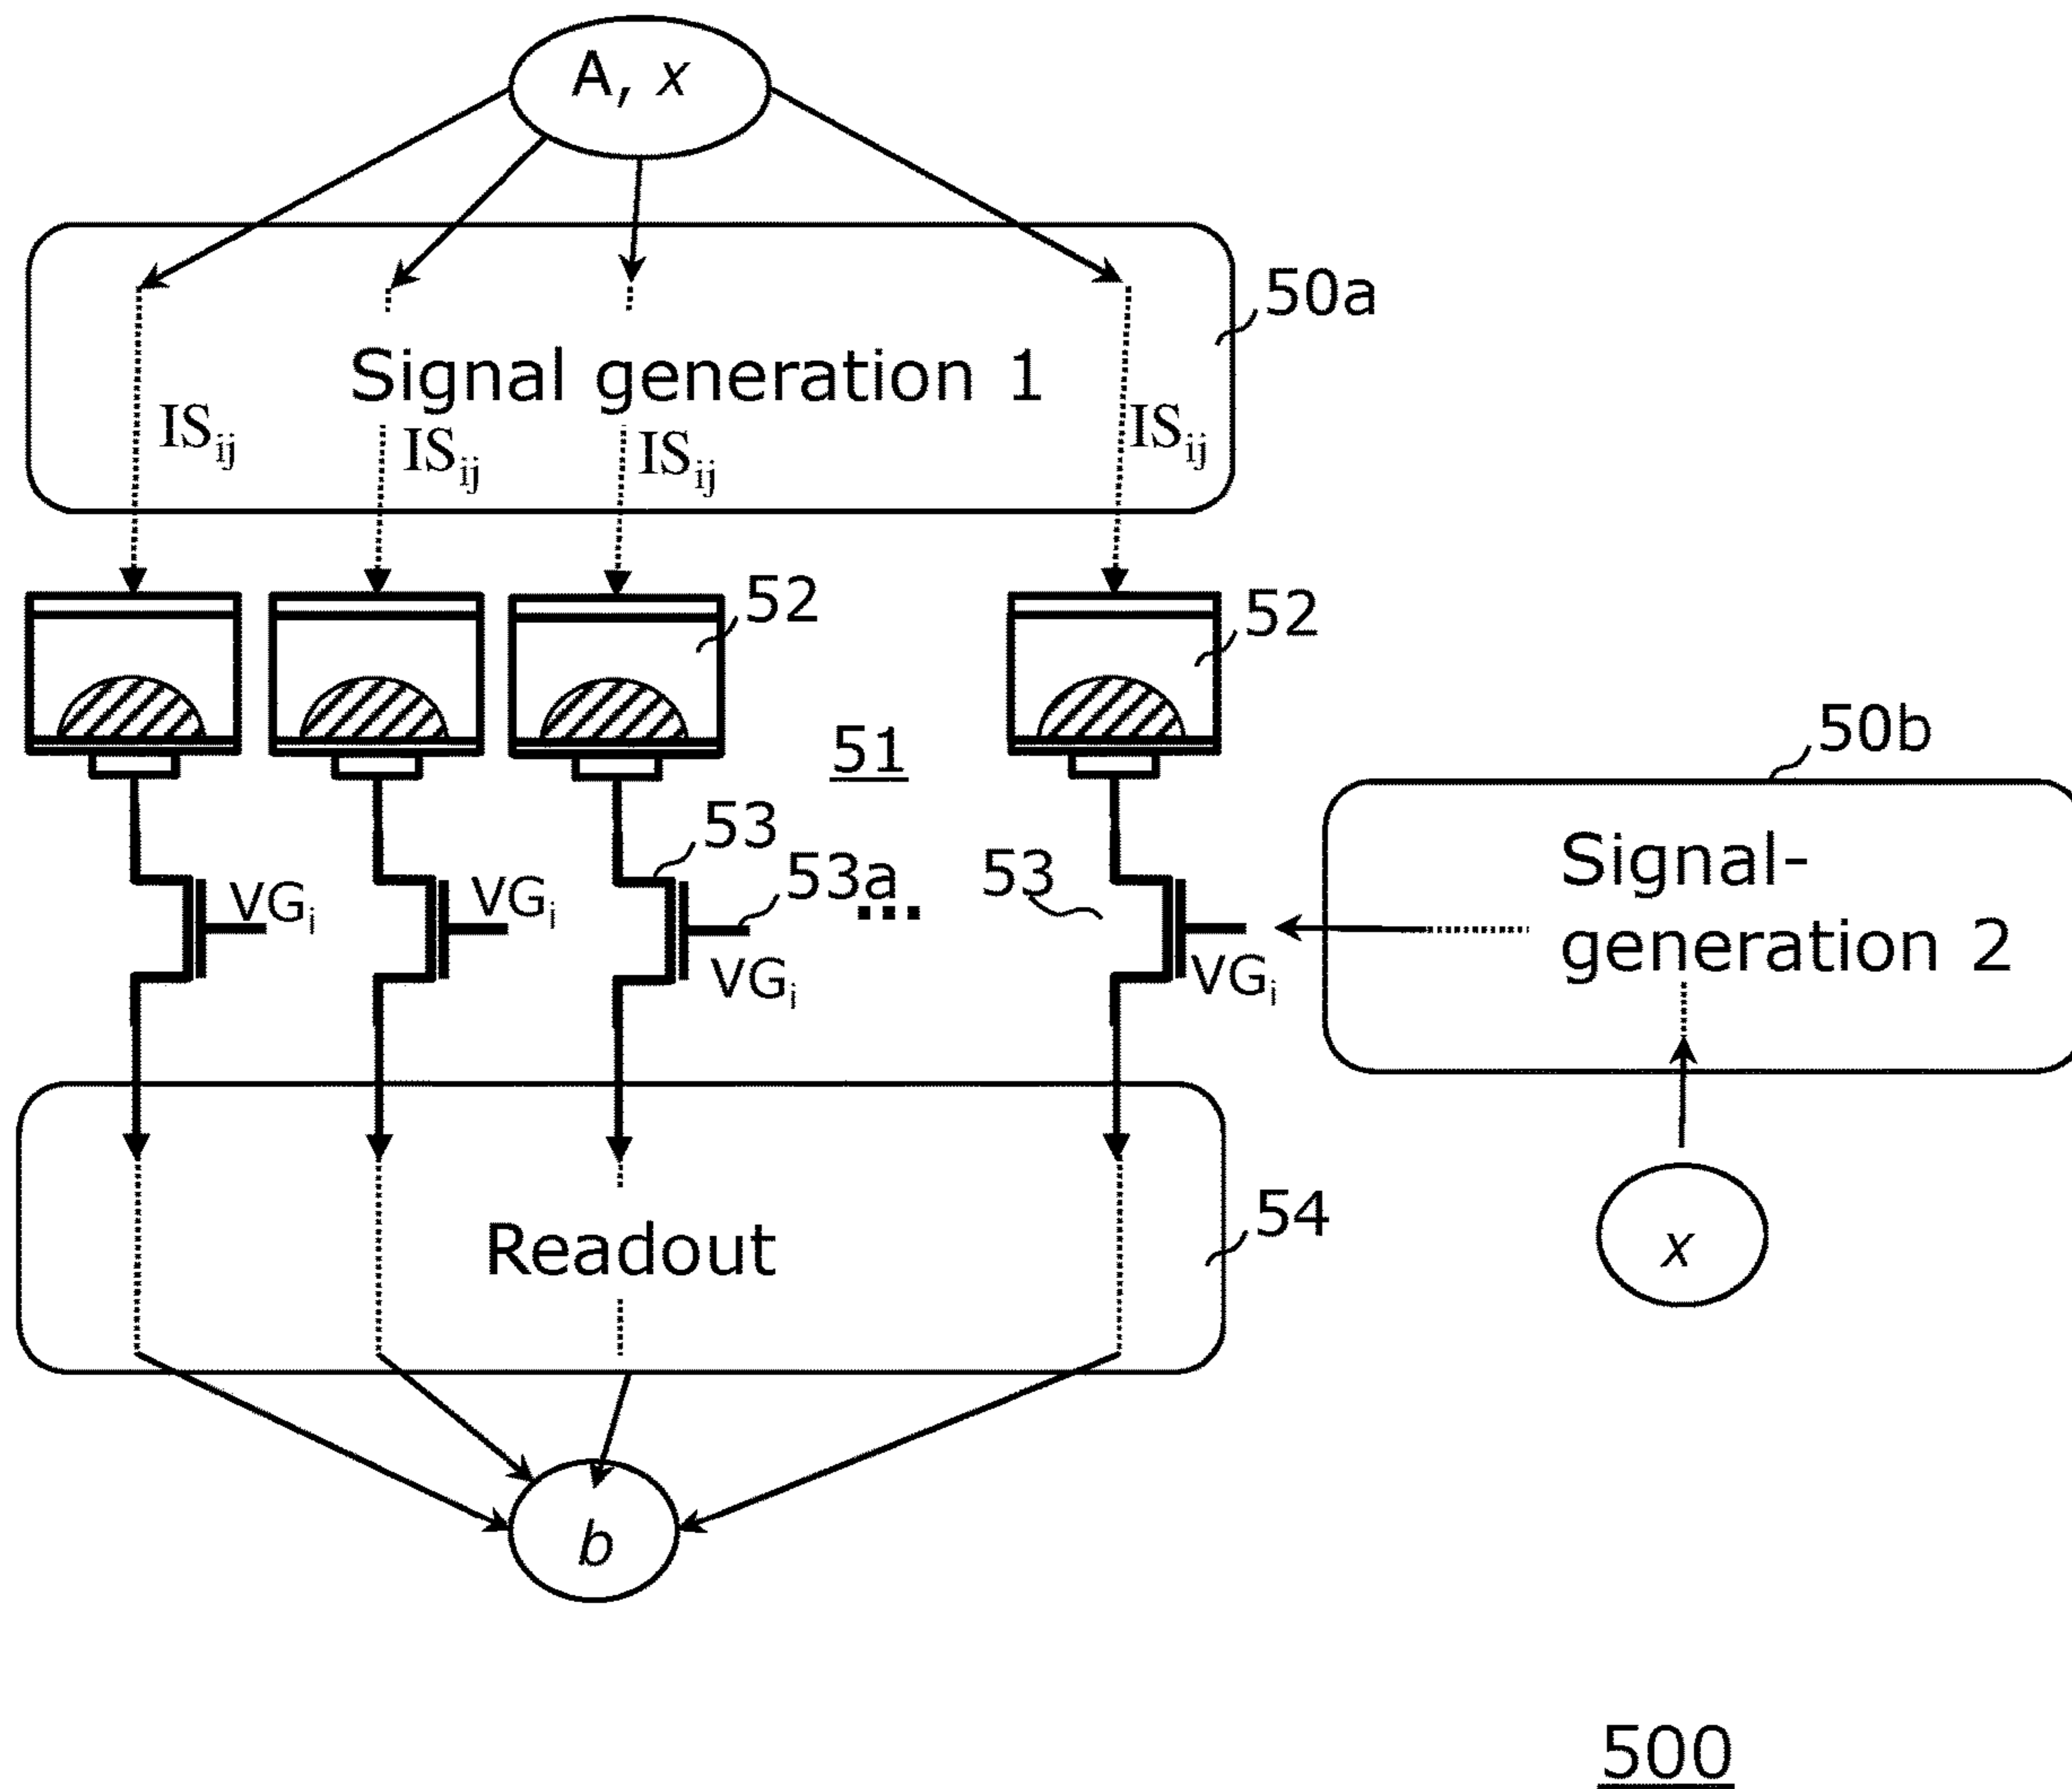 A, x
50a
Signal generation 1
IS_ij
IS_ij
IS_ij
IS_ij
52
52
51
50b
53
53a
53
...
VG_i
VG_i
VG_i
VG_i
Signal-
generation 2
54
Readout
x
b
500